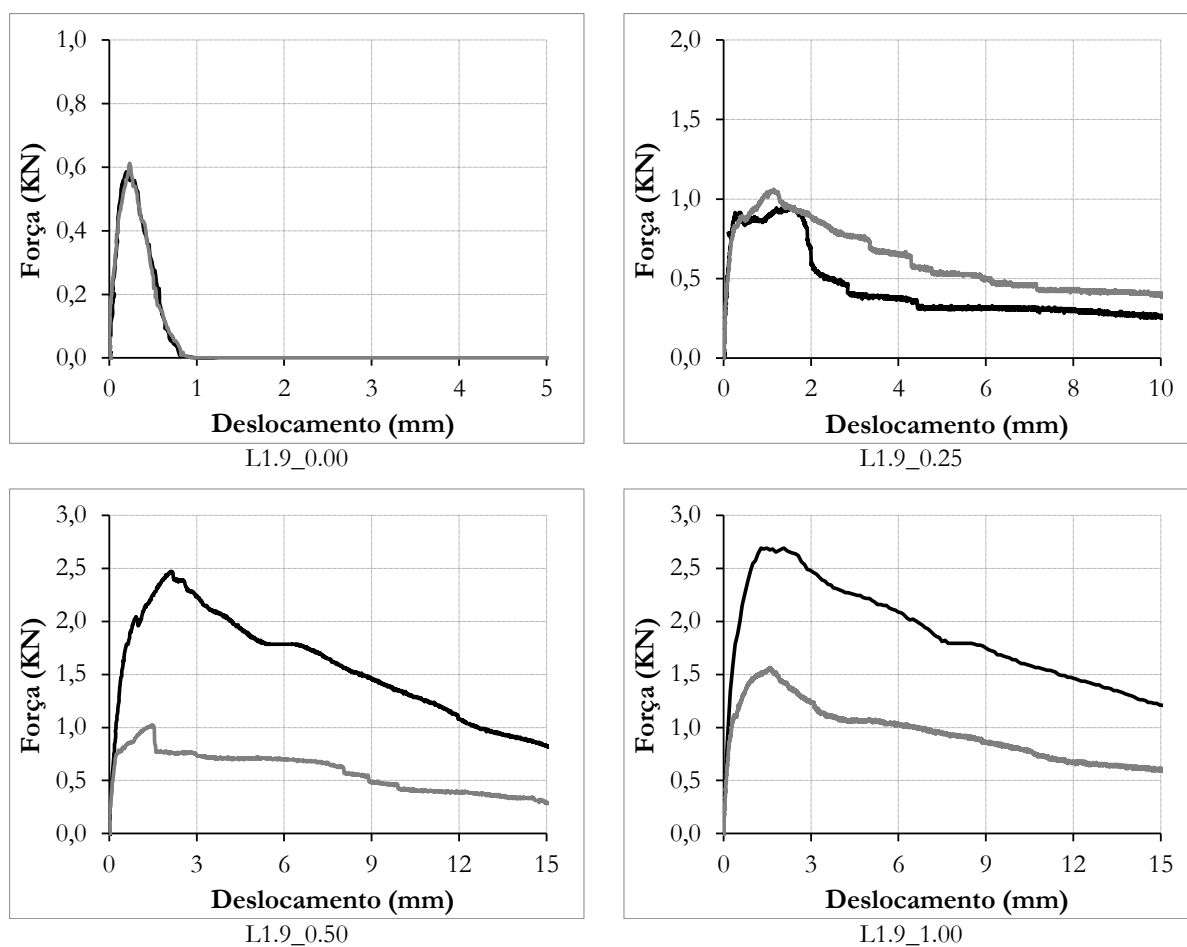 1,0
0,8
0,6
0,4
0,2
0,0
Força (KN)
0 1 2 3 3 4 5
Deslocamento (mm)
L1.9_0.00
2,0
1,5
1,0
0,5
0,0
Força (KN)
0 2 4 6 8 10
Deslocamento (mm)
L1.9_0.25
3,0
2,5
2,0
1,5
1,0
0,5
0,0
Força (KN)
0 3 6 9 12 15
Deslocamento (mm)
L1.9_0.50
3,0
2,5
2,0
1,5
1,0
0,5
0,0
Força (KN)
0 3 6 9 12 15
Deslocamento (mm)
L1.9_1.00